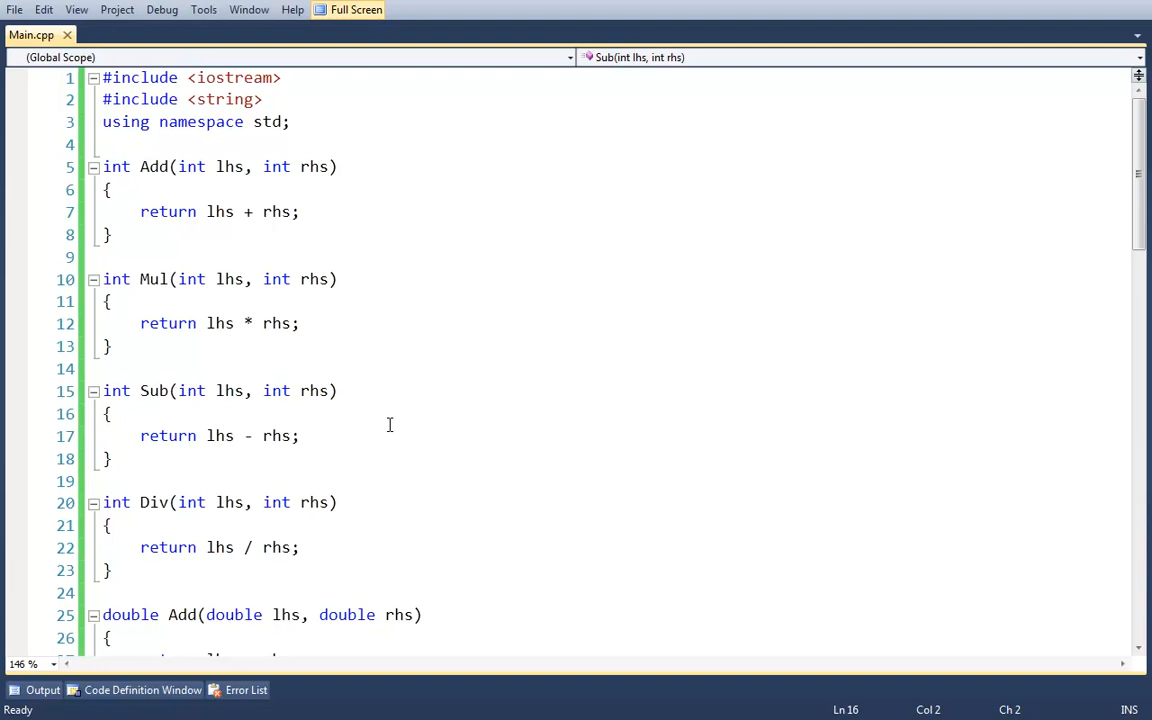 File Edit View Project Debug Tools Window Help Full Screen
Main.cpp
(Global Scope) Sub(int lhs, int rhs)
1 #include <iostream>
2 #include <string>
3 using namespace std;
4
5 int Add(int lhs, int rhs)
6 {
7 return lhs + rhs;
8 }
9
10 int Mul(int lhs, int rhs)
11 {
12 return lhs * rhs;
13 }
14
15 int Sub(int lhs, int rhs)
16 {
17 return lhs - rhs;
18 }
19
20 int Div(int lhs, int rhs)
21 {
22 return lhs / rhs;
23 }
24
25 double Add(double lhs, double rhs)
26 {
146 %
Output Code Definition Window Error List
Ready Ln 16 Col 2 Ch 2 INS